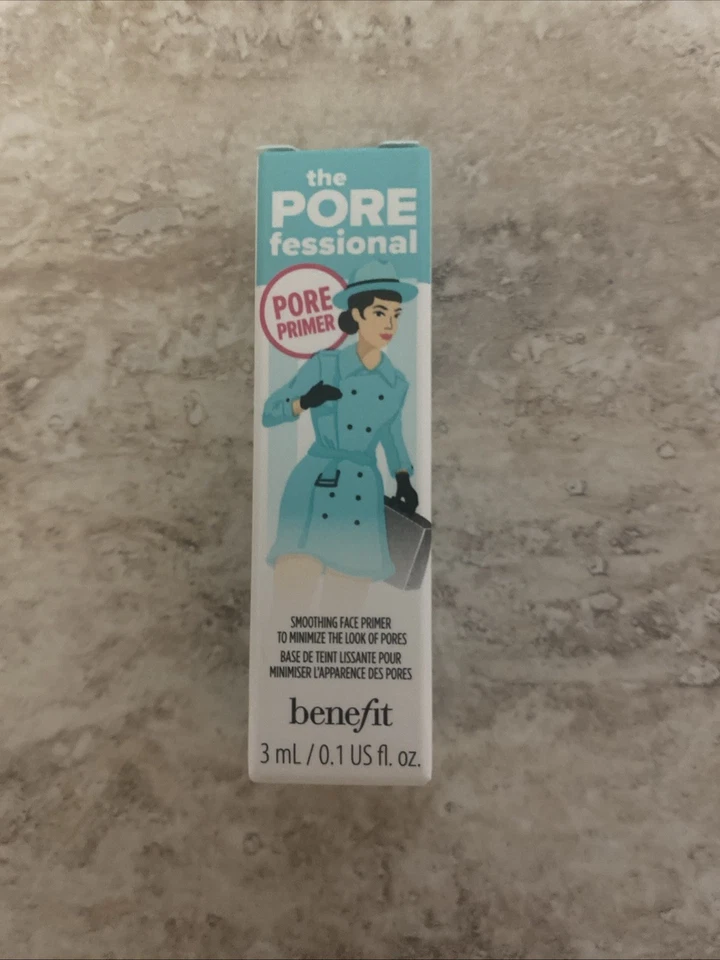 the
PORE
fessional
PORE
PRIMER
SMOOTHING FACE PRIMER
TO MINIMIZE THE LOOK OF PORES
BASE DE TEINT LISSANTE POUR
MINIMISER L'APPARENCE DES PORES
benefit
3 mL / 0.1 US fl. oz.